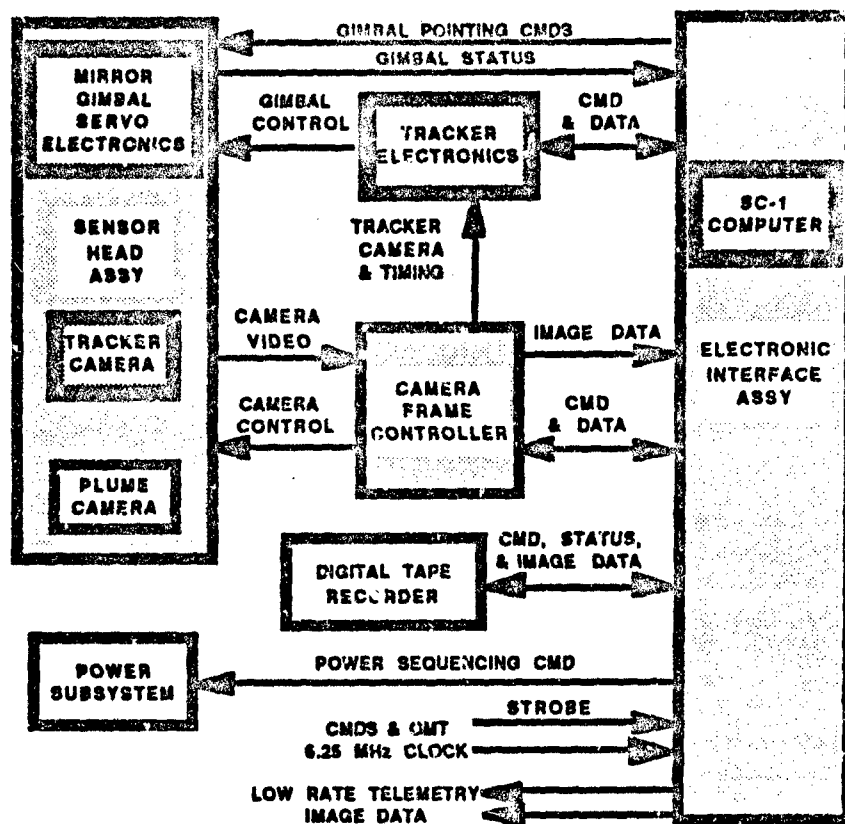 GIMBAL POINTING CMD3
GIMBAL STATUS
MIRROR
GIMBAL
SERVO
ELECTRONICS
GIMBAL
CONTROL
TRACKER
ELECTRONICS
CMD
& DATA
SC-1
COMPUTER
SENSOR
HEAD
ASSY
TRACKER
CAMERA
& TIMING
TRACKER
CAMERA
CAMERA
VIDEO
CAMERA
CONTROL
CAMERA
FRAME
CONTROLLER
IMAGE DATA
CMD
& DATA
ELECTRONIC
INTERFACE
ASSY
PLUME
CAMERA
DIGITAL TAPE
RECORDER
CMD, STATUS,
& IMAGE DATA
POWER
SUBSYSTEM
POWER SEQUENCING CMD
STROBE
CMDS & GMT
6.25 MHz CLOCK
LOW RATE TELEMETRY
IMAGE DATA